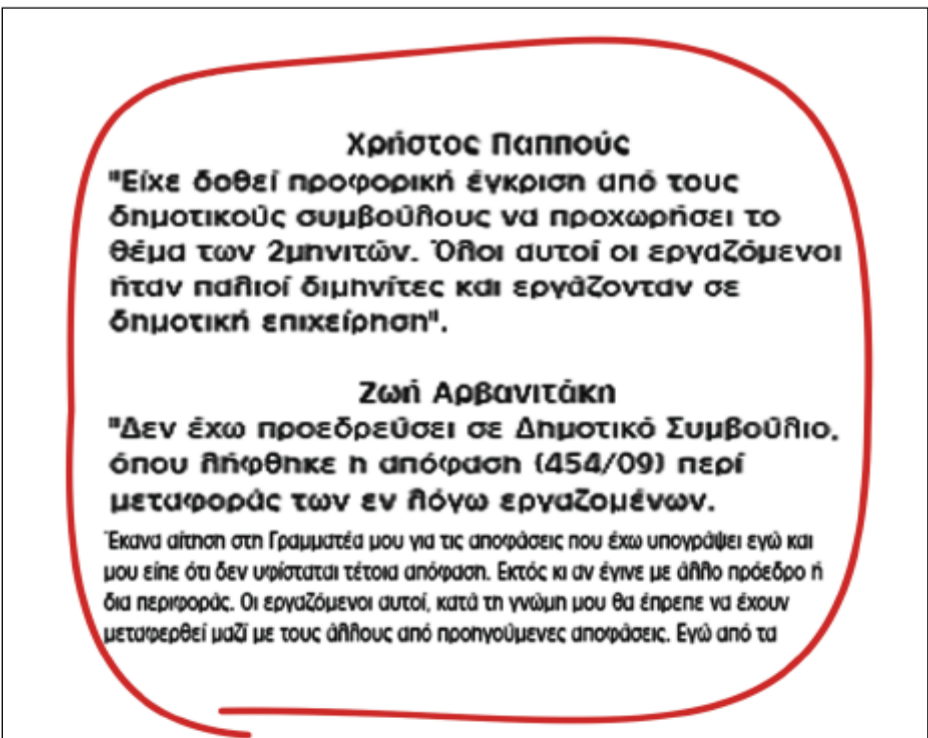 Χρήστος Παππούς
"Είχε δοθεί προφορική έγκριση από τους
δημοτικούς συμβούλους να προχωρήσει το
θέμα των 2μηνιτών. Όλοι αυτοί οι εργαζόμενοι
ήταν παλιοί διμηνίτες και εργάζονταν σε
δημοτική επιχείρηση".
Ζωή Αρβανιτάκη
"Δεν έχω προεδρεύσει σε Δημοτικό Συμβούλιο,
όπου λήφθηκε η απόφαση (454/09) περί
μεταφοράς των εν λόγω εργαζομένων.
Έκανα αίτηση στη Γραμματέα μου για τις αποφάσεις που έχω υπογράψει εγώ και
μου είπε ότι δεν υφίσταται τέτοια απόφαση. Εκτός κι αν έγινε με άλλο πρόεδρο ή
δια περιφοράς. Οι εργαζόμενοι αυτοί, κατά τη γνώμη μου θα έπρεπε να έχουν
μεταφερθεί μαζί με τους άλλους από προηγούμενες αποφάσεις. Εγώ από τα